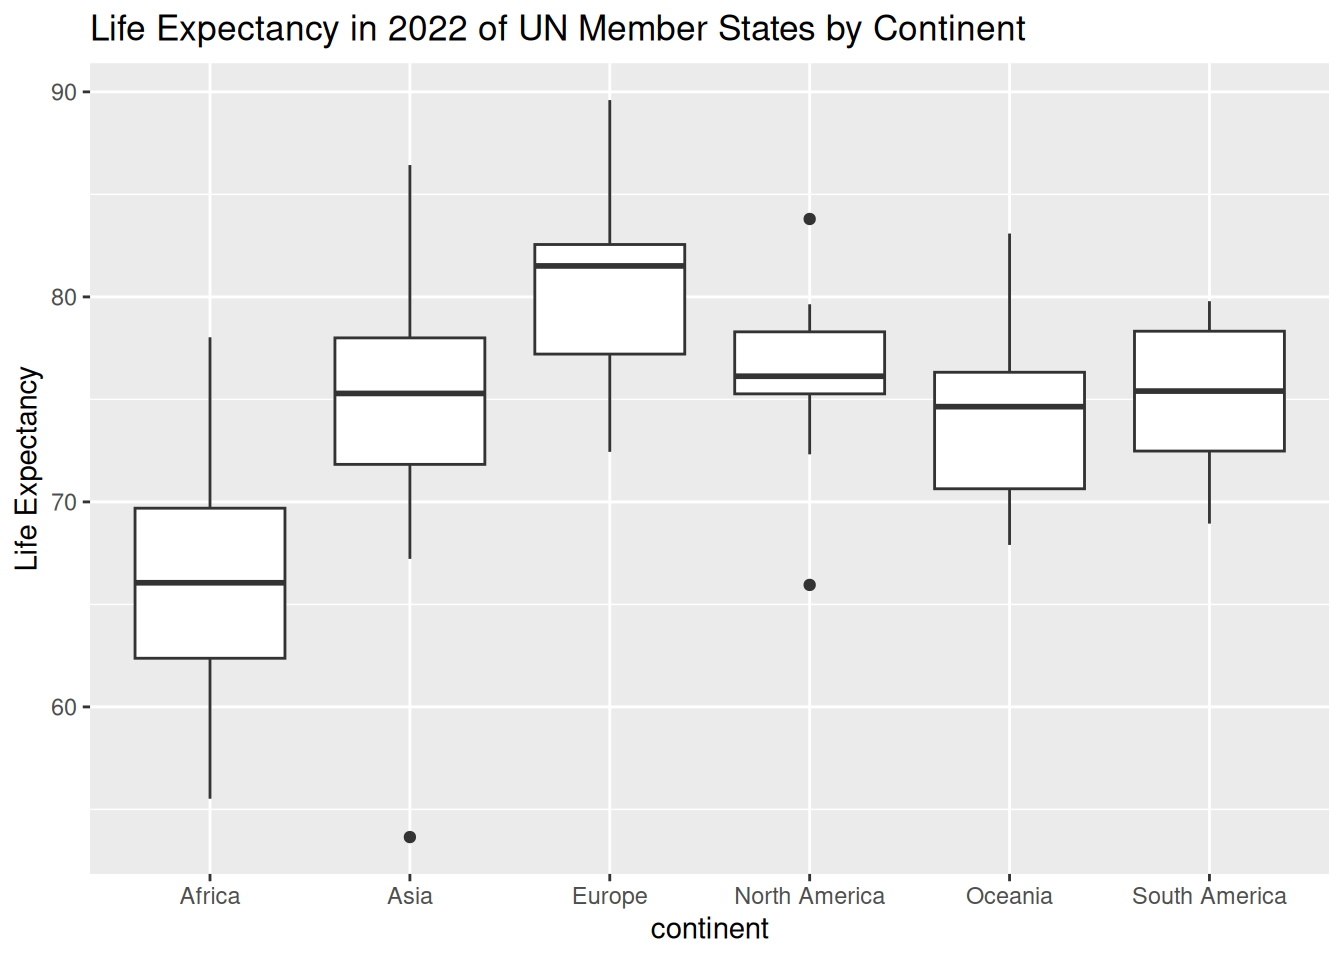 Life Expectancy in 2022 of UN Member States by Continent
90
80
70
60
Life Expectancy
Africa Asia Europe North America Oceania South America
continent